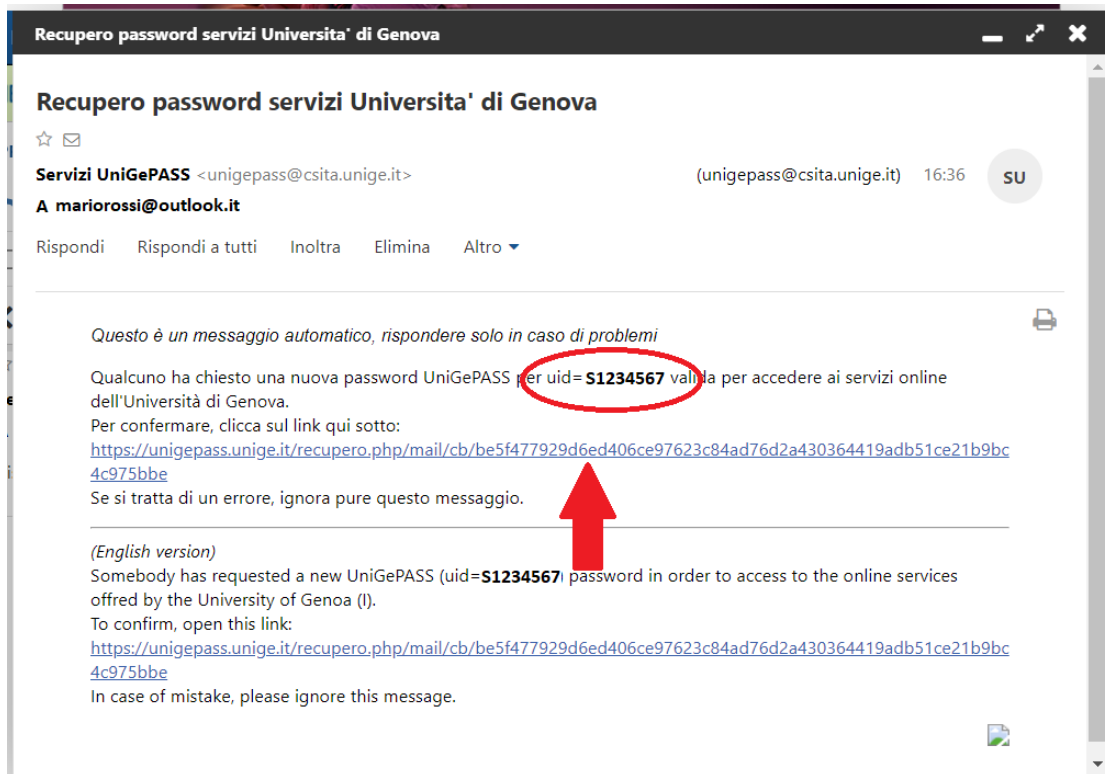 Recupero password servizi Universita' di Genova
Recupero password servizi Universita' di Genova
Servizi UniGePASS <unigepass@csita.unige.it> (unigepass@csita.unige.it) 16:36 SU
A mariorossi@outlook.it
Rispondi Rispondi a tutti Inoltra Elimina Altro
Questo è un messaggio automatico, rispondere solo in caso di problemi
Qualcuno ha chiesto una nuova password UniGePASS per uid= S1234567 valida per accedere ai servizi online
dell'Università di Genova.
Per confermare, clicca sul link qui sotto:
https://unigepass.unige.it/recupero.php/mail/cb/be5f477929d6ed406ce97623c84ad76d2a430364419adb51ce21b9bc
4c975bbe
Se si tratta di un errore, ignora pure questo messaggio.
(English version)
Somebody has requested a new UniGePASS (uid=S1234567) password in order to access to the online services
offred by the University of Genoa (I).
To confirm, open this link:
https://unigepass.unige.it/recupero.php/mail/cb/be5f477929d6ed406ce97623c84ad76d2a430364419adb51ce21b9bc
4c975bbe
In case of mistake, please ignore this message.